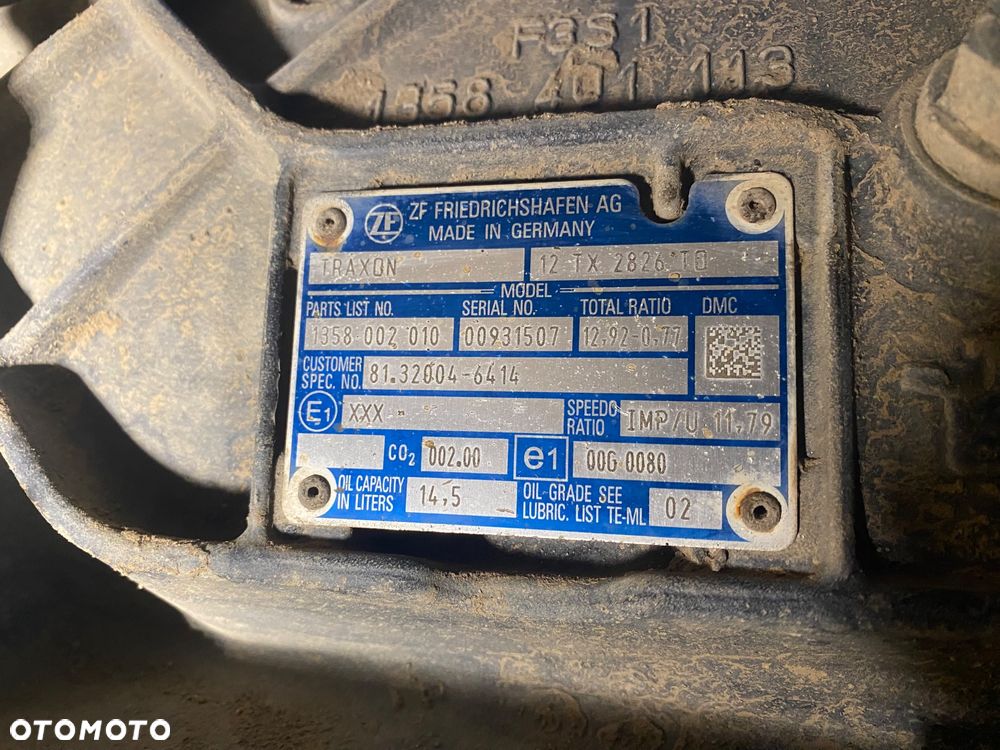 F3S1
1358 401 113
ZF ZF FRIEDRICHSHAFEN AG
MADE IN GERMANY
TRAXON 12 TX 2826 TO
MODEL
PARTS LIST NO. SERIAL NO. TOTAL RATIO DMC
1358 002 010 00931507 12,92-0,77
CUSTOMER SPEC. NO. 81.32004-6414
E1 XXX SPEEDO RATIO IMP/U 11,79
CO2 002.00 e1 00G 0080
OIL CAPACITY IN LITERS 14,5 OIL-GRADE SEE LUBRIC. LIST TE-ML 02
OTOMOTO